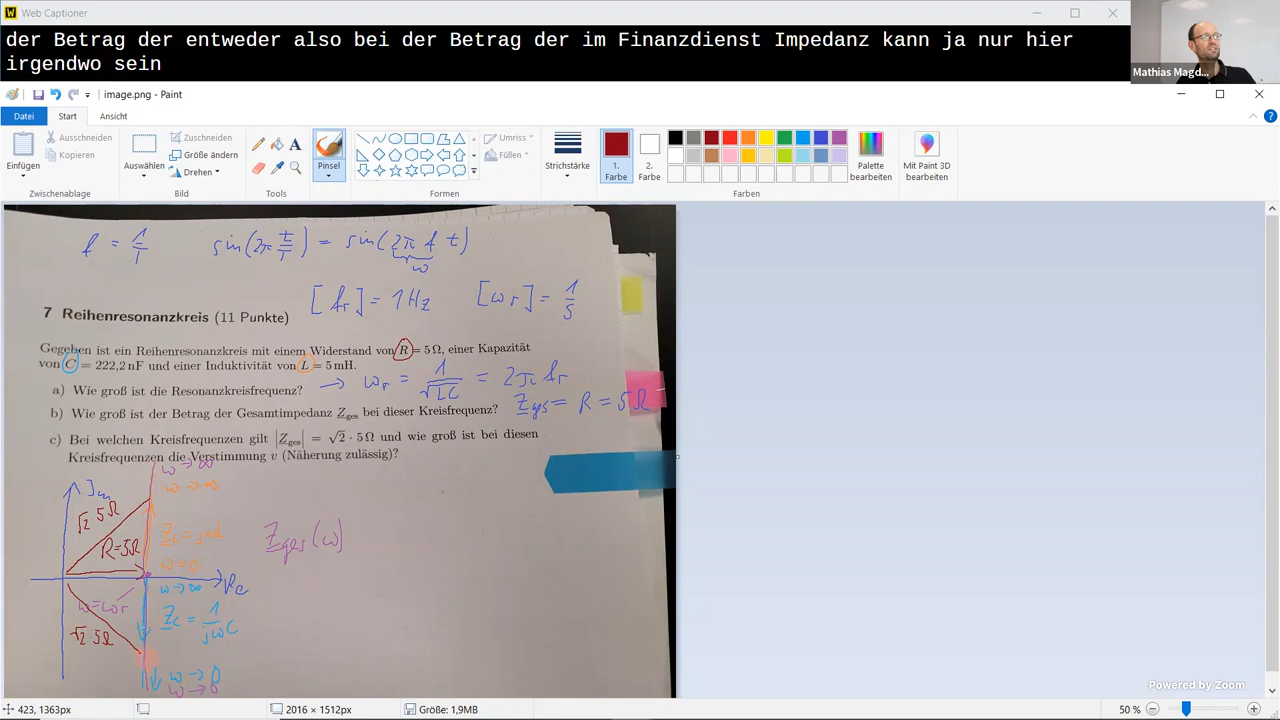 Web Captioner
der Betrag der entweder also bei der Betrag der im Finanzdienst Impedanz kann ja nur hier
irgendwo sein
Mathias Magd...
image.png - Paint
Datei Start Ansicht
Einfügen
Ausschneiden
Kopieren
Zwischenablage
Auswählen
Zuschneiden
Größe ändern
Drehen
Bild
A
Tools
Pinsel
Umriss
Füllen
Formen
Strichstärke
1.
Farbe
2.
Farbe
Palette
bearbeiten
Mit Paint 3D
bearbeiten
Farben
f = 1/T sin(2π t/T) = sin(2π f t)
ω
[fr] = 1Hz [ωr] = 1/s
7 Reihenresonanzkreis (11 Punkte)
Gegeben ist ein Reihenresonanzkreis mit einem Widerstand von R = 5 Ω, einer Kapazität
von C = 222,2 nF und einer Induktivität von L = 5 mH.
a) Wie groß ist die Resonanzkreisfrequenz? → ωr = 1/√LC = 2π fr
b) Wie groß ist der Betrag der Gesamtimpedanz Zges bei dieser Kreisfrequenz? Zges = R = 5Ω
c) Bei welchen Kreisfrequenzen gilt |Zges| = √2 · 5 Ω und wie groß ist bei diesen
Kreisfrequenzen die Verstimmung v (Näherung zulässig)?
ω → ∞
Im ω → ∞
√2 5Ω
ZL = jωL
Zges(ω)
R=5Ω
ω = 0
Re
ω → ∞
ω=ωr
ZC = 1/jωC
√2 5Ω
ω → 0
ω → 0
Powered by Zoom
423, 1363px
2016 × 1512px
Größe: 1,9MB
50 %